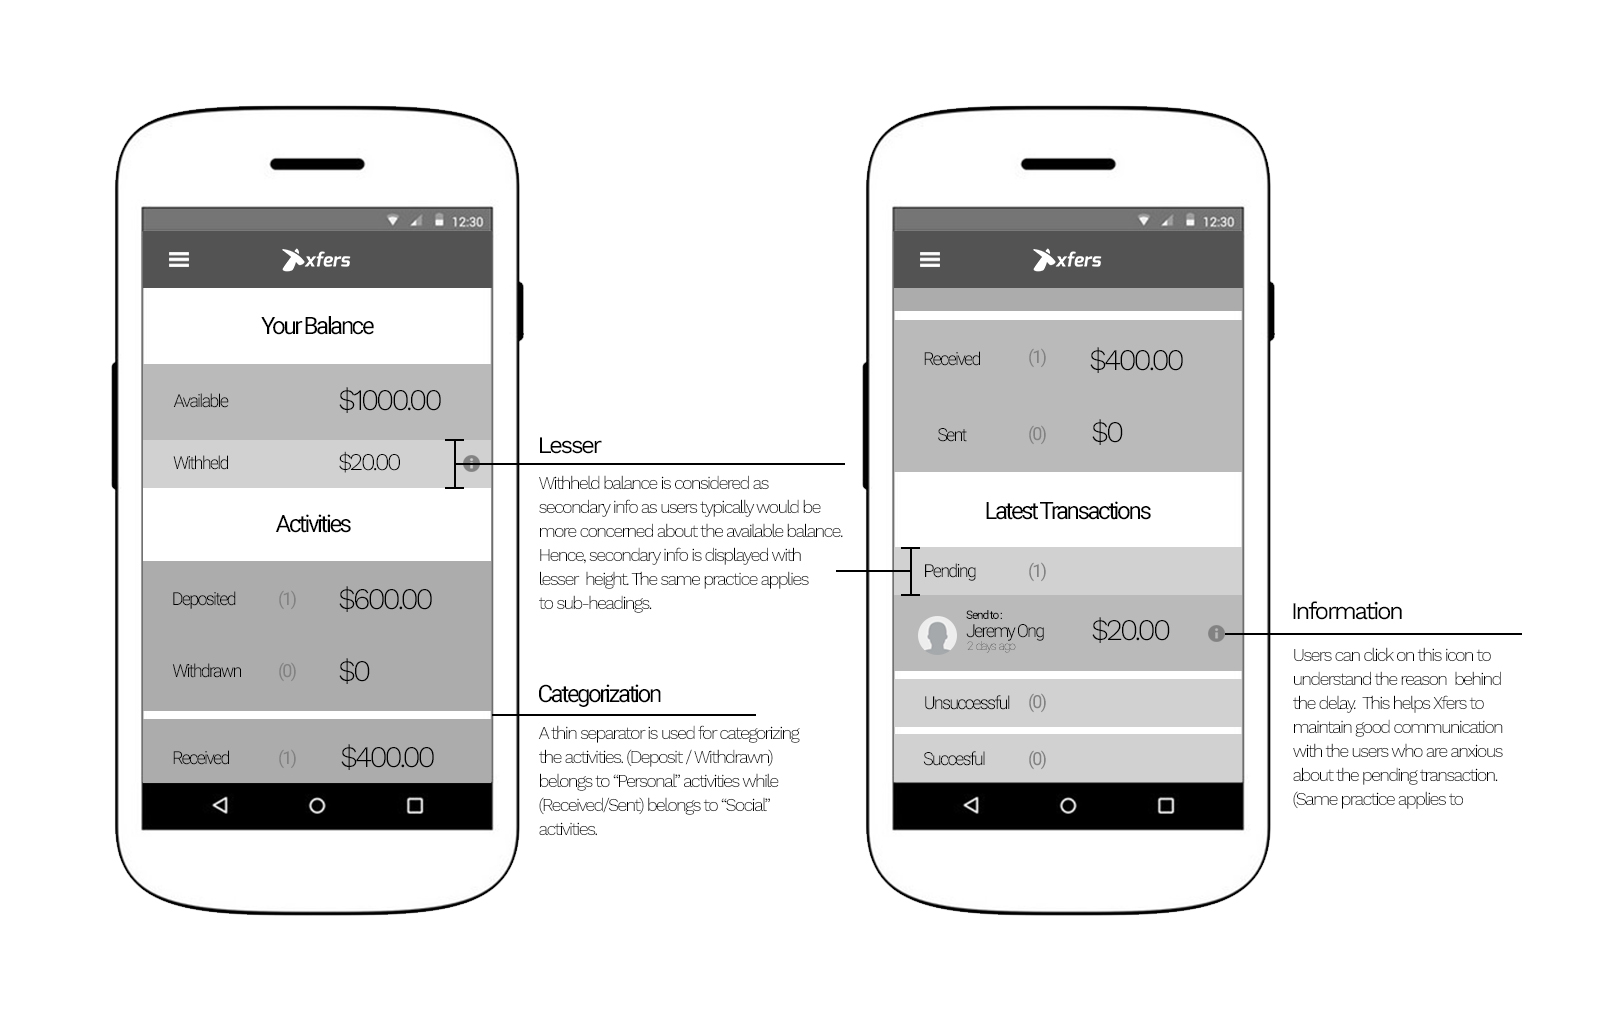 12:30
xfers
Your Balance
Available $1000.00
Withheld $20.00
Activities
Deposited (1) $600.00
Withdrawn (0) $0
Received (1) $400.00
Lesser
Withheld balance is considered as
secondary info as users typically would be
more concerned about the available balance.
Hence, secondary info is displayed with
lesser height. The same practice applies
to sub-headings.
Categorization
A thin separator is used for categorizing
the activities. (Deposit / Withdrawn)
belongs to “Personal” activities while
(Received/Sent) belongs to “Social”
activities.
12:30
xfers
Received (1) $400.00
Sent (0) $0
Latest Transactions
Pending (1)
Send to :
Jeremy Ong $20.00
2 days ago
Unsuccessful (0)
Succesful (0)
Information
Users can click on this icon to
understand the reason behind
the delay. This helps Xfers to
maintain good communication
with the users who are anxious
about the pending transaction.
(Same practice applies to